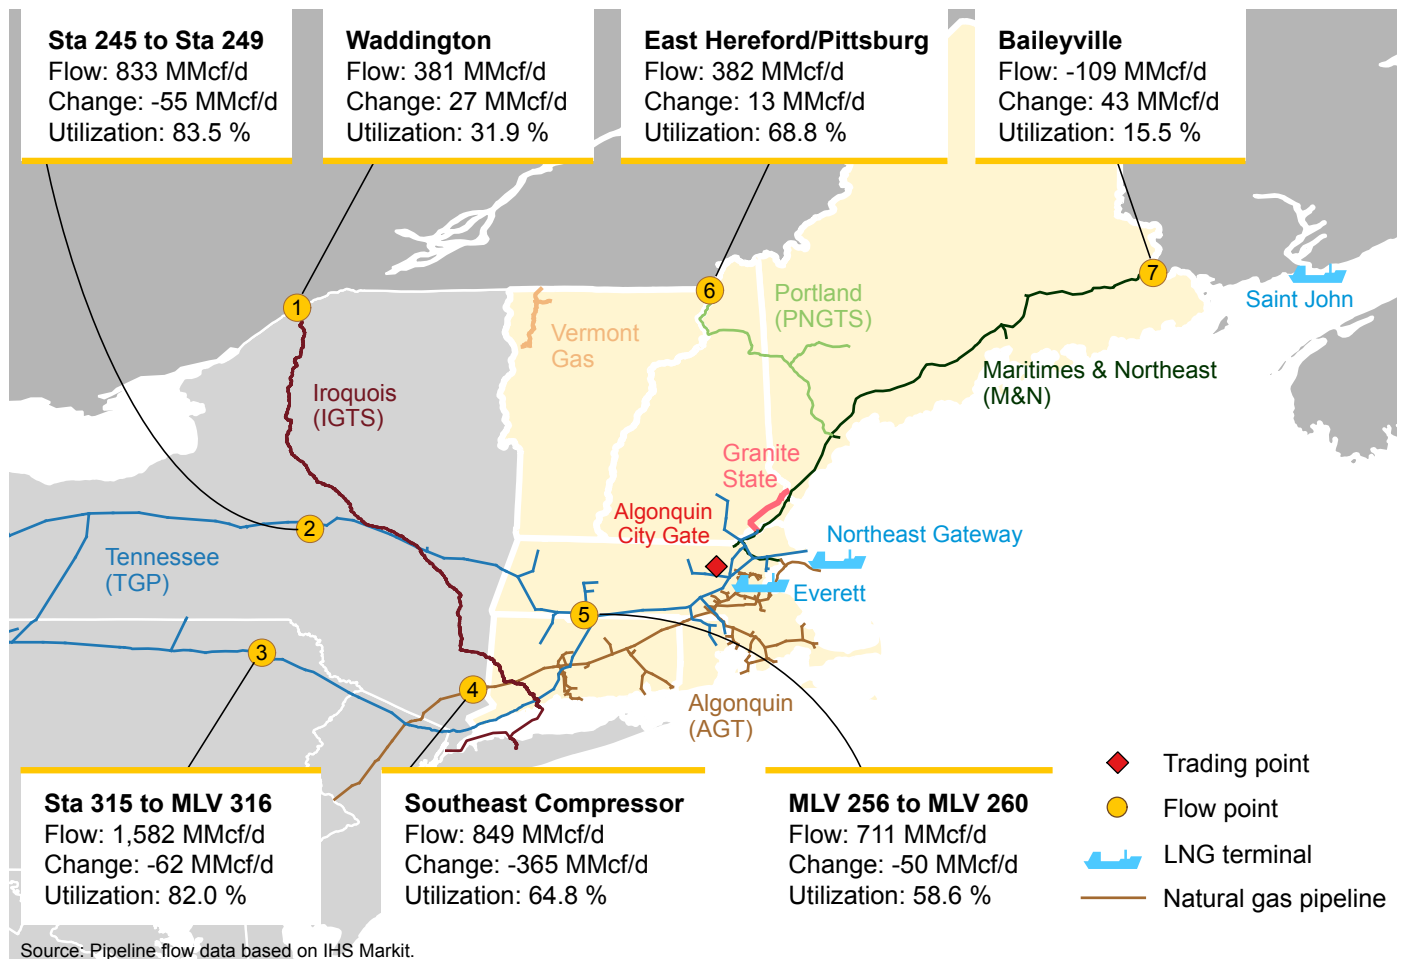 Sta 245 to Sta 249
Flow: 833 MMcf/d
Change: -55 MMcf/d
Utilization: 83.5 %
Waddington
Flow: 381 MMcf/d
Change: 27 MMcf/d
Utilization: 31.9 %
East Hereford/Pittsburg
Flow: 382 MMcf/d
Change: 13 MMcf/d
Utilization: 68.8 %
Baileyville
Flow: -109 MMcf/d
Change: 43 MMcf/d
Utilization: 15.5 %
1
6
7
Portland
(PNGTS)
Saint John
Vermont
Gas
Iroquois
(IGTS)
Maritimes & Northeast
(M&N)
Granite
State
Algonquin
City Gate
2
Northeast Gateway
Tennessee
(TGP)
Everett
5
3
4
Algonquin
(AGT)
Sta 315 to MLV 316
Flow: 1,582 MMcf/d
Change: -62 MMcf/d
Utilization: 82.0 %
Southeast Compressor
Flow: 849 MMcf/d
Change: -365 MMcf/d
Utilization: 64.8 %
MLV 256 to MLV 260
Flow: 711 MMcf/d
Change: -50 MMcf/d
Utilization: 58.6 %
Trading point
Flow point
LNG terminal
Natural gas pipeline
Source: Pipeline flow data based on IHS Markit.